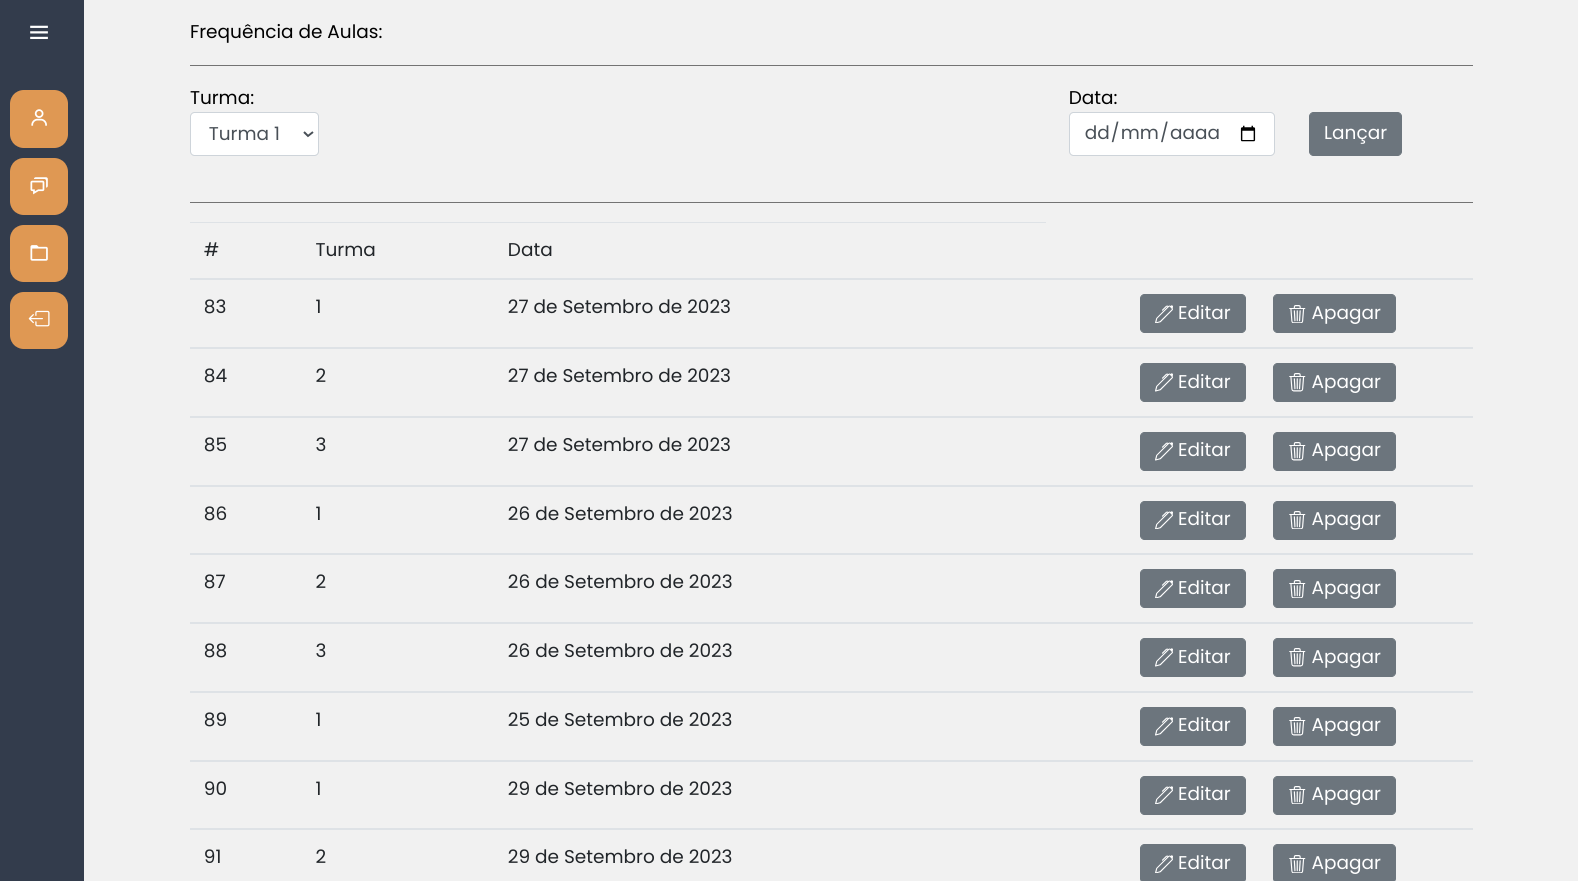 Frequência de Aulas:
Turma: Data:
Turma 1 dd/mm/aaaa Lançar
# Turma Data
83 1 27 de Setembro de 2023 Editar Apagar
84 2 27 de Setembro de 2023 Editar Apagar
85 3 27 de Setembro de 2023 Editar Apagar
86 1 26 de Setembro de 2023 Editar Apagar
87 2 26 de Setembro de 2023 Editar Apagar
88 3 26 de Setembro de 2023 Editar Apagar
89 1 25 de Setembro de 2023 Editar Apagar
90 1 29 de Setembro de 2023 Editar Apagar
91 2 29 de Setembro de 2023 Editar Apagar